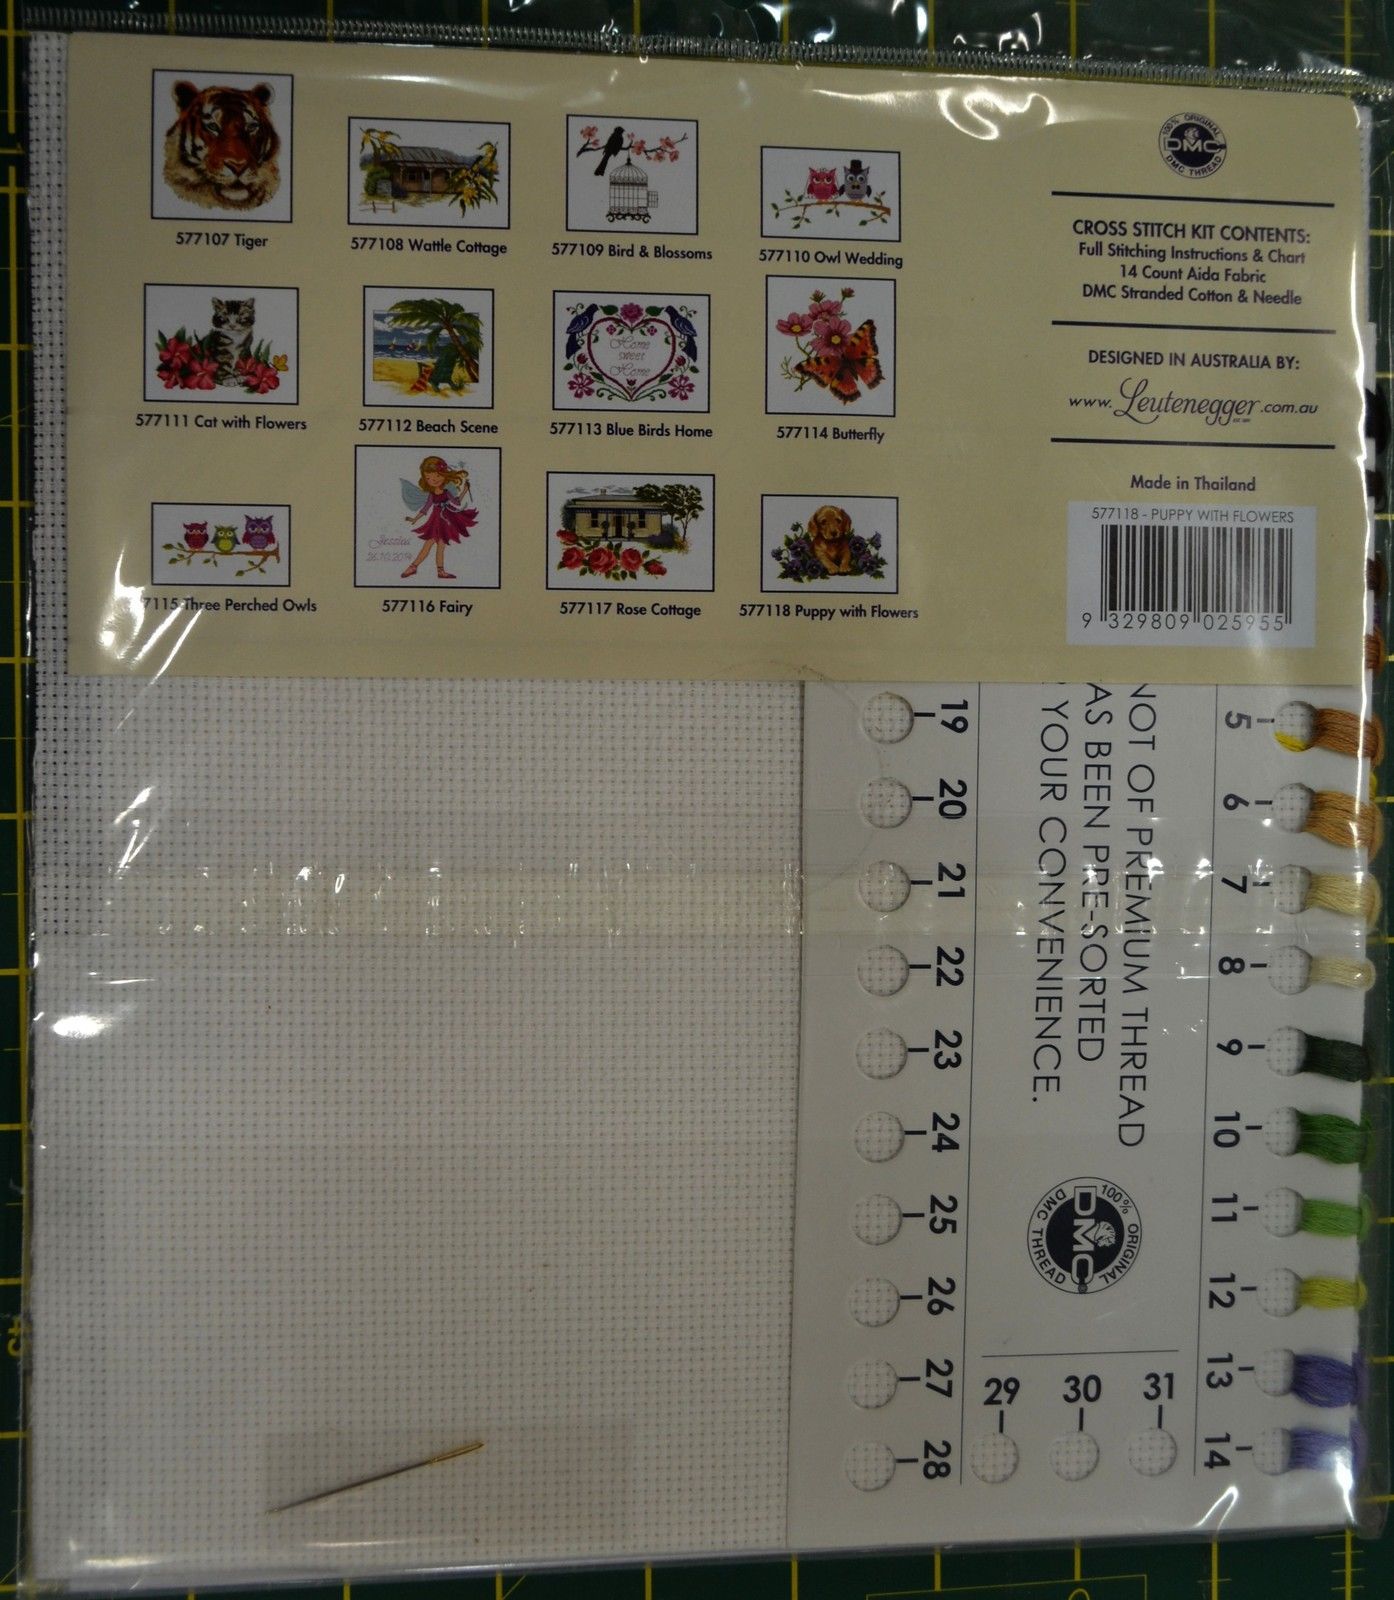 577107 Tiger
577108 Wattle Cottage
577109 Bird & Blossoms
577110 Owl Wedding
577111 Cat with Flowers
577112 Beach Scene
Home
sweet
Home
577113 Blue Birds Home
577114 Butterfly
7115 Three Perched Owls
Jessica
577116 Fairy
577117 Rose Cottage
577118 Puppy with Flowers
100% ORIGINAL
DMC
DMC THREAD
CROSS STITCH KIT CONTENTS:
Full Stitching Instructions & Chart
14 Count Aida Fabric
DMC Stranded Cotton & Needle
DESIGNED IN AUSTRALIA BY:
www.Leutenegger.com.au
Made in Thailand
577118 - PUPPY WITH FLOWERS
9 329809 025955
NOT OF PREMIUM THREAD
AS BEEN PRE-SORTED
YOUR CONVENIENCE.
100% ORIGINAL
DMC
DMC THREAD
5
6
7
8
9
10
11
12
13
14
19
20
21
22
23
24
25
26
27
28
29
30
31